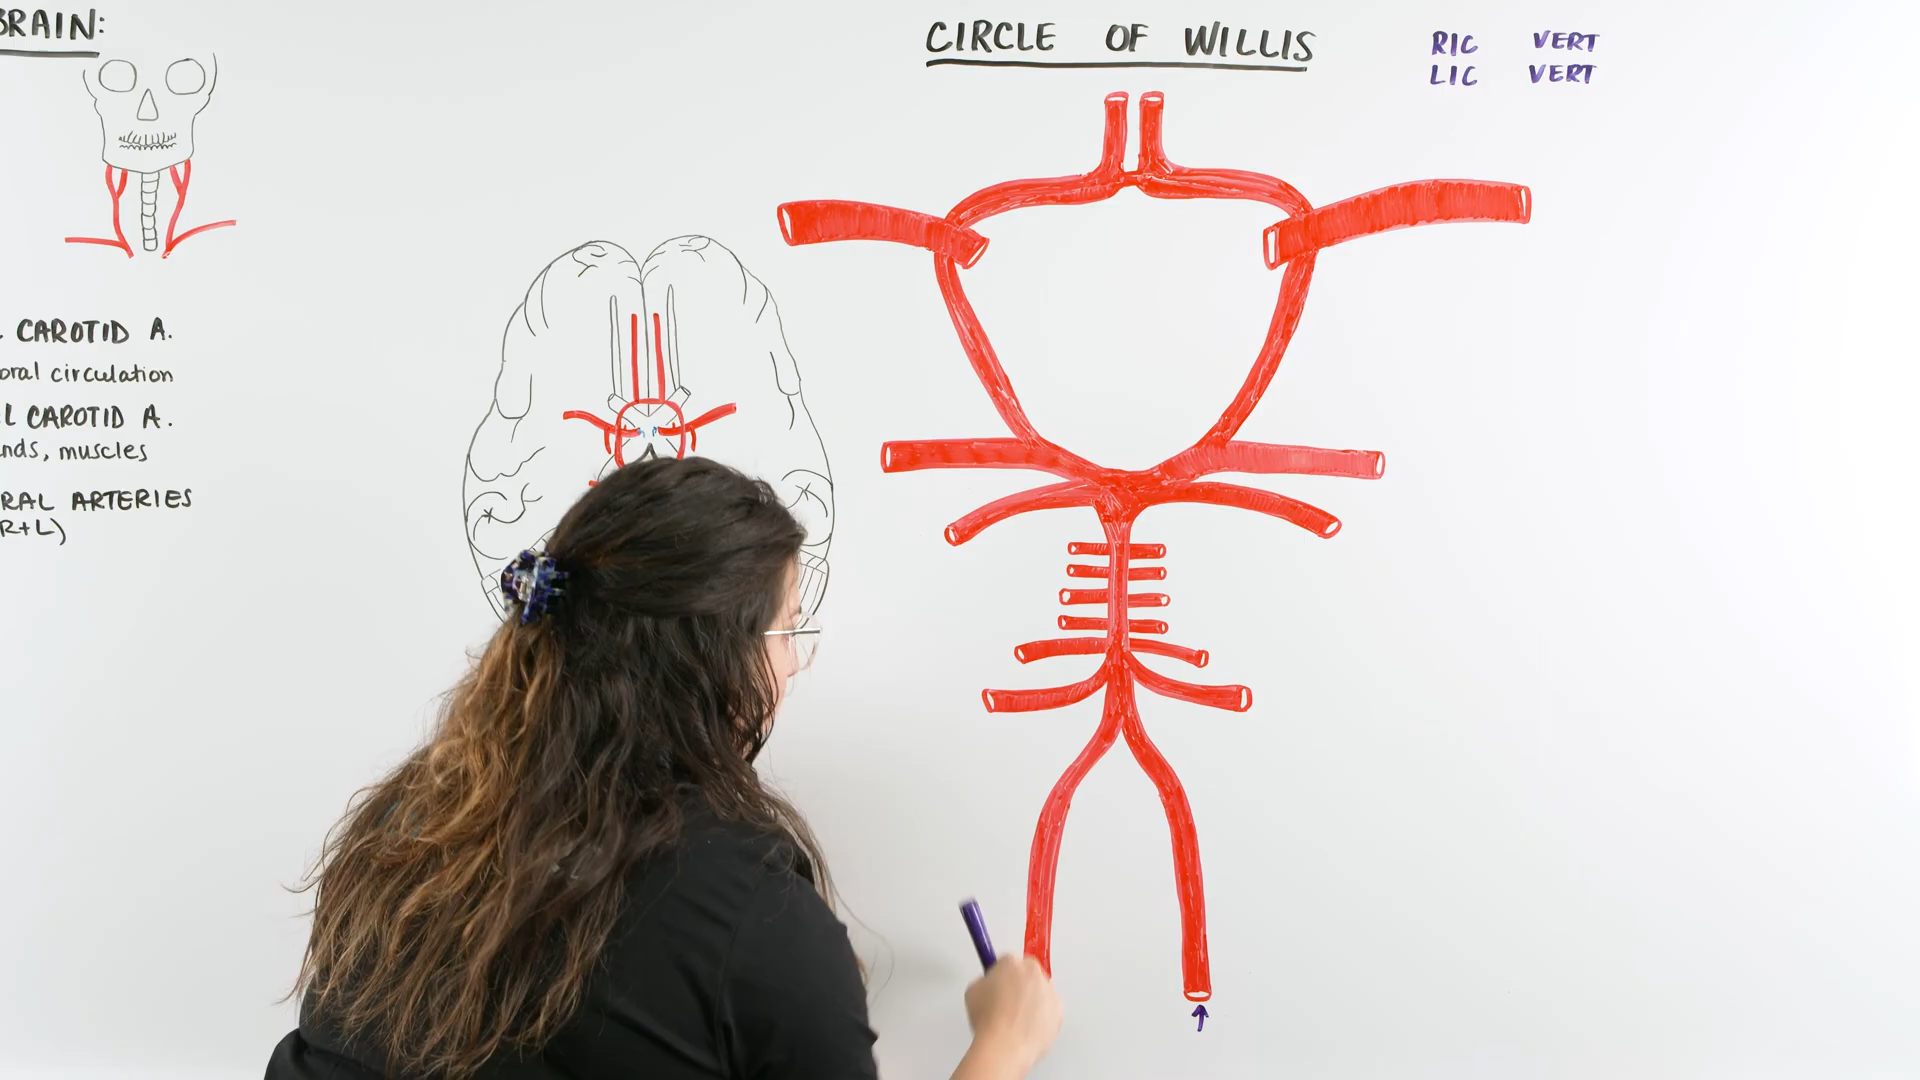 BRAIN:
CAROTID A.
oral circulation
L CAROTID A.
nds, muscles
RAL ARTERIES
R+L)
CIRCLE OF WILLIS
RIC VERT
LIC VERT